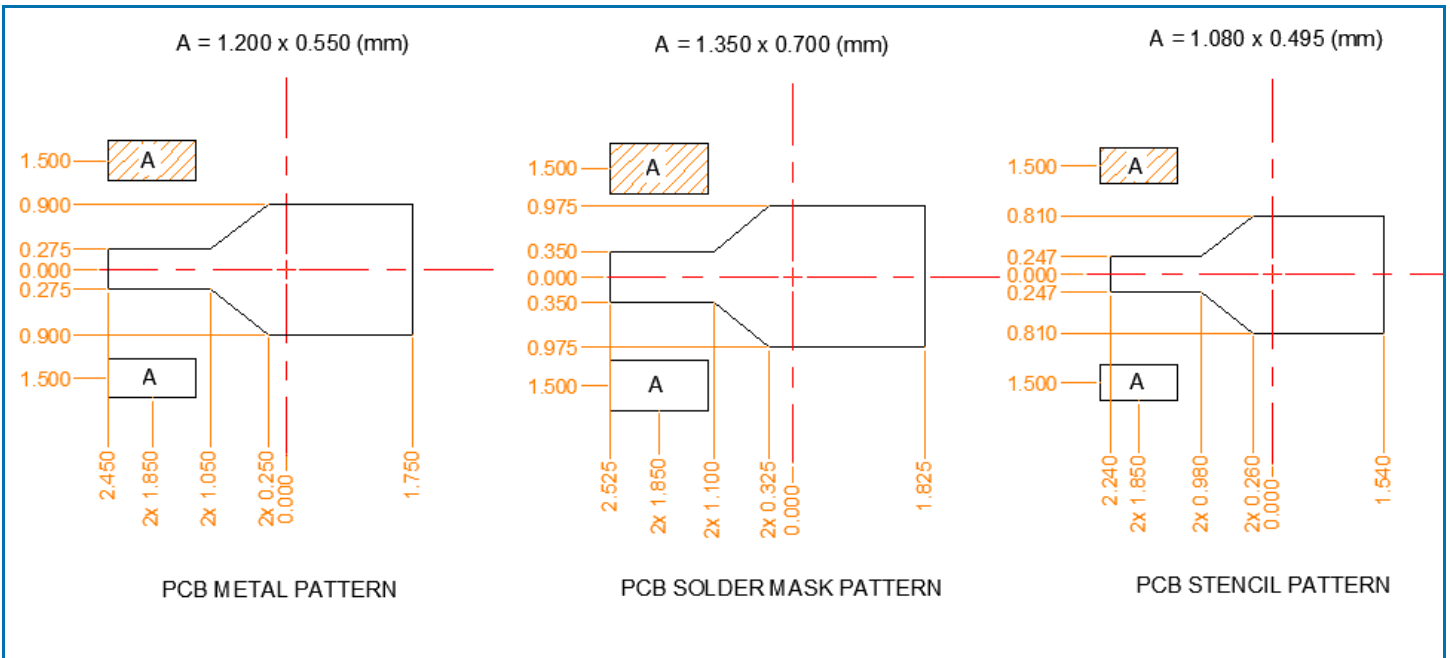 A = 1.200 x 0.550 (mm)
A
1.500
0.900
0.275
0.000
0.275
0.900
1.500
A
2.450
2x 1.850
2x 1.050
2x 0.250
0.000
1.750
PCB METAL PATTERN
A = 1.350 x 0.700 (mm)
A
1.500
0.975
0.350
0.000
0.350
0.975
1.500
A
2.525
2x 1.850
2x 1.100
2x 0.325
0.000
1.825
PCB SOLDER MASK PATTERN
A = 1.080 x 0.495 (mm)
A
1.500
0.810
0.247
0.000
0.247
0.810
1.500
A
2.240
2x 1.850
2x 0.980
2x 0.260
0.000
1.540
PCB STENCIL PATTERN